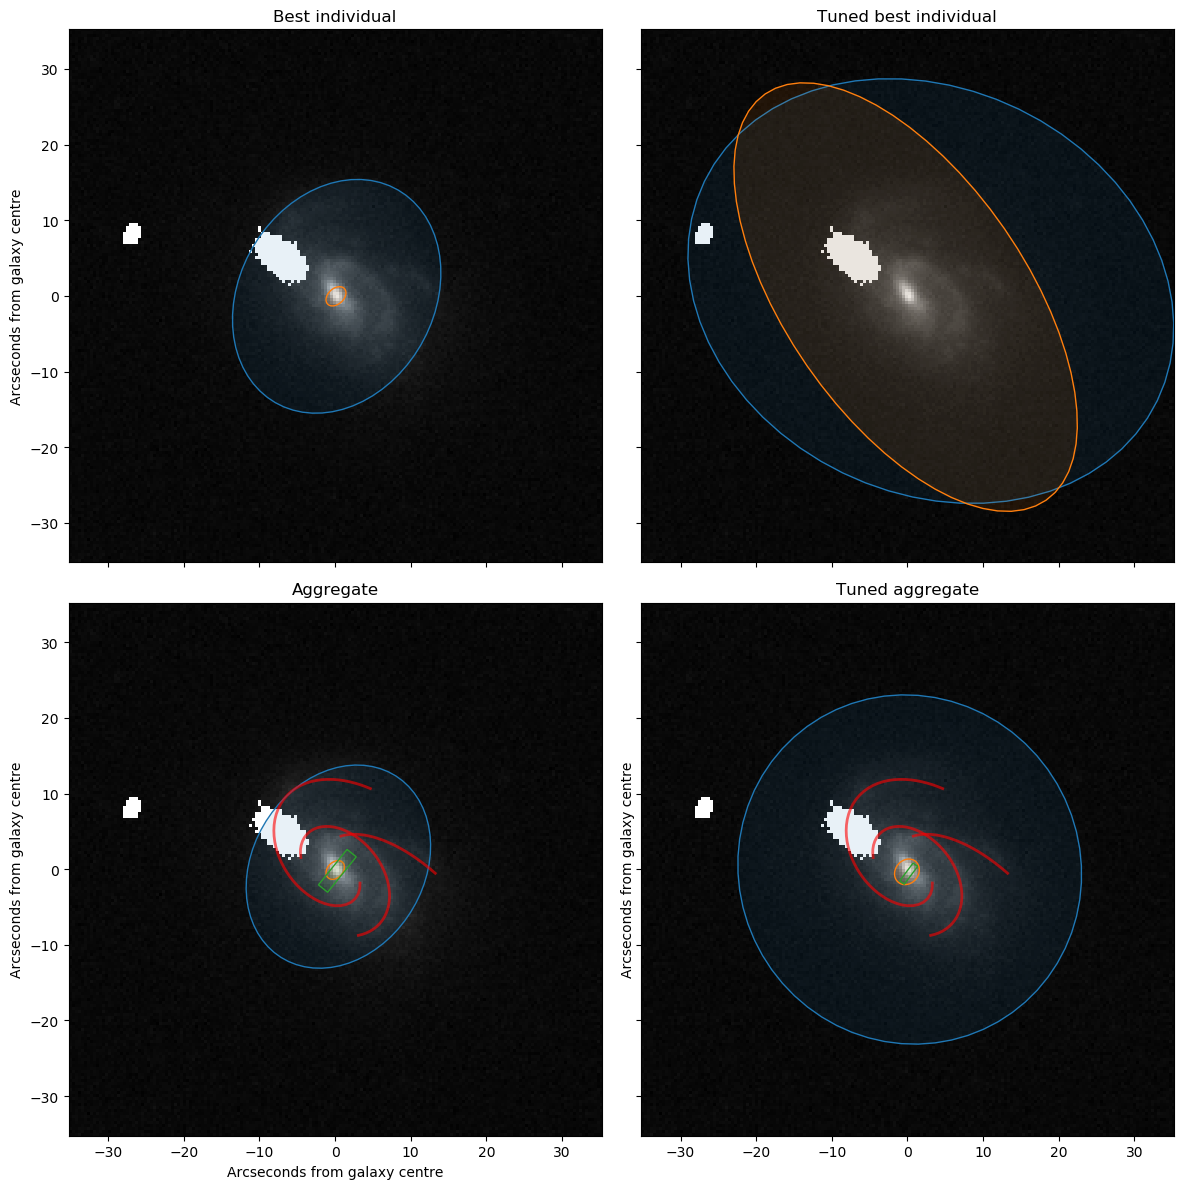 Best individual
Tuned best individual
30
20
10
0
−10
−20
−30
Arcseconds from galaxy centre
Aggregate
Tuned aggregate
30
20
10
0
−10
−20
−30
Arcseconds from galaxy centre
Arcseconds from galaxy centre
−30 −20 −10 0 10 20 30
−30 −20 −10 0 10 20 30
Arcseconds from galaxy centre